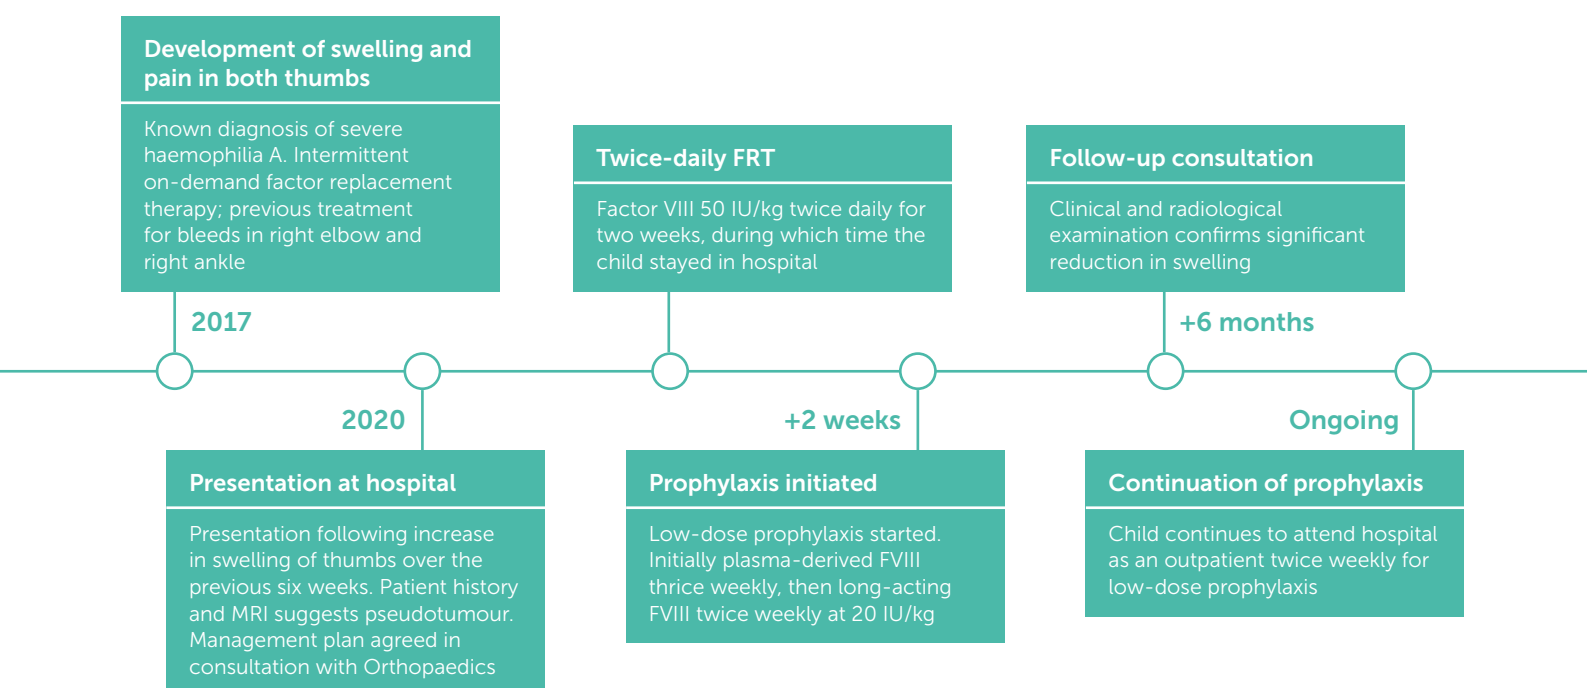 Development of swelling and
pain in both thumbs
Known diagnosis of severe
haemophilia A. Intermittent
on-demand factor replacement
therapy; previous treatment
for bleeds in right elbow and
right ankle
2017
2020
Presentation at hospital
Presentation following increase
in swelling of thumbs over the
previous six weeks. Patient history
and MRI suggests pseudotumour.
Management plan agreed in
consultation with Orthopaedics
Twice-daily FRT
Factor VIII 50 IU/kg twice daily for
two weeks, during which time the
child stayed in hospital
+2 weeks
Prophylaxis initiated
Low-dose prophylaxis started.
Initially plasma-derived FVIII
thrice weekly, then long-acting
FVIII twice weekly at 20 IU/kg
Follow-up consultation
Clinical and radiological
examination confirms significant
reduction in swelling
+6 months
Ongoing
Continuation of prophylaxis
Child continues to attend hospital
as an outpatient twice weekly for
low-dose prophylaxis